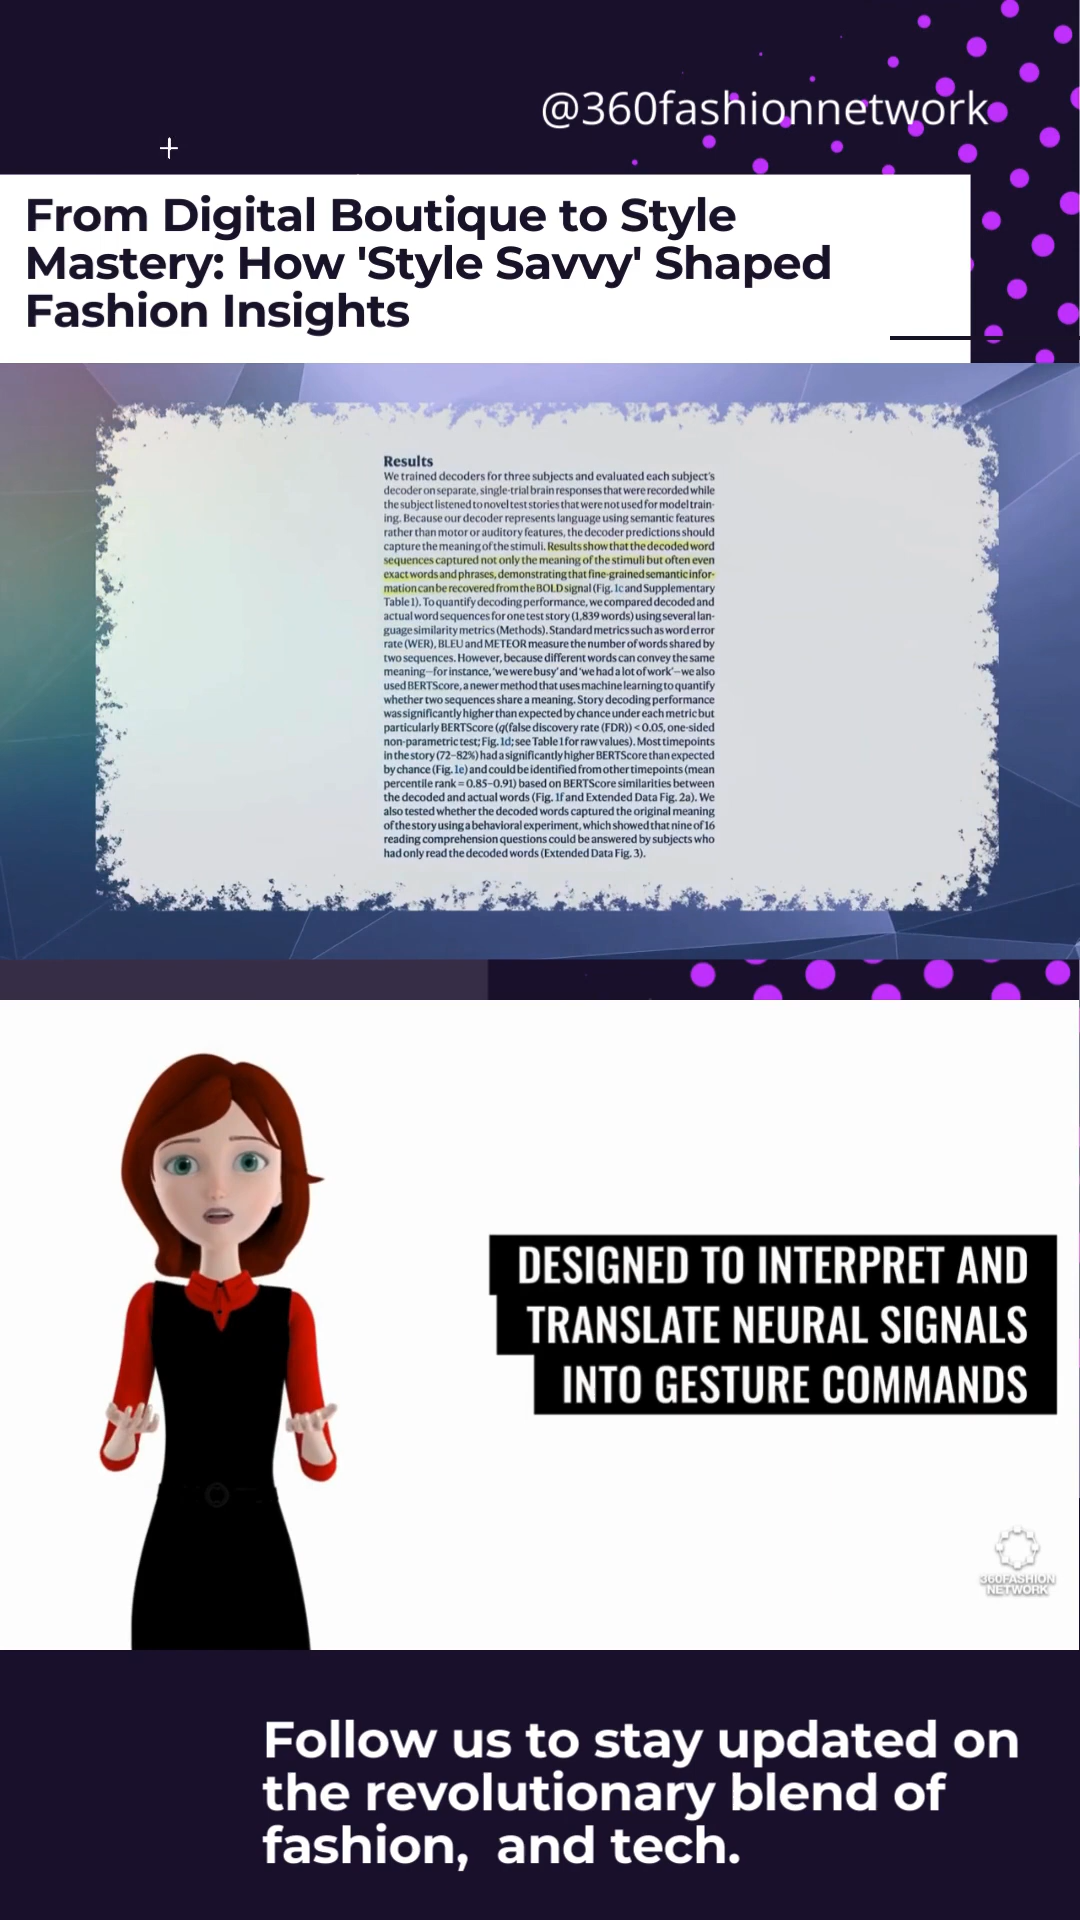 @360fashionnetwork
From Digital Boutique to Style
Mastery: How 'Style Savvy' Shaped
Fashion Insights
Results
We trained decoders for three subjects and evaluated each subject's
decoder on separate, single-trial brain responses that were recorded while
the subject listened to novel test stories that were not used for model train-
ing. Because our decoder represents language using semantic features
rather than motor or auditory features, the decoder predictions should
capture the meaning of the stimuli. Results show that the decoded word
sequences captured not only the meaning of the stimuli but often even
exact words and phrases, demonstrating that fine-grained semantic infor-
mation can be recovered from the BOLD signal (Fig. 1c and Supplementary
Table 1). To quantify decoding performance, we compared decoded and
actual word sequences for one test story (1,839 words) using several lan-
guage similarity metrics (Methods). Standard metrics such as word error
rate (WER), BLEU and METEOR measure the number of words shared by
two sequences. However, because different words can convey the same
meaning—for instance, 'we were busy' and 'we had a lot of work'—we also
used BERTScore, a newer method that uses machine learning to quantify
whether two sequences share a meaning. Story decoding performance
was significantly higher than expected by chance under each metric but
particularly BERTScore (q(false discovery rate (FDR)) < 0.05, one-sided
non-parametric test; Fig. 1d; see Table 1 for raw values). Most timepoints
in the story (72–82%) had a significantly higher BERTScore than expected
by chance (Fig. 1e) and could be identified from other timepoints (mean
percentile rank = 0.85–0.91) based on BERTScore similarities between
the decoded and actual words (Fig. 1f and Extended Data Fig. 2a). We
also tested whether the decoded words captured the original meaning
of the story using a behavioral experiment, which showed that nine of 16
reading comprehension questions could be answered by subjects who
had only read the decoded words (Extended Data Fig. 3).
DESIGNED TO INTERPRET AND
TRANSLATE NEURAL SIGNALS
INTO GESTURE COMMANDS
360FASHION
NETWORK
Follow us to stay updated on
the revolutionary blend of
fashion,  and tech.